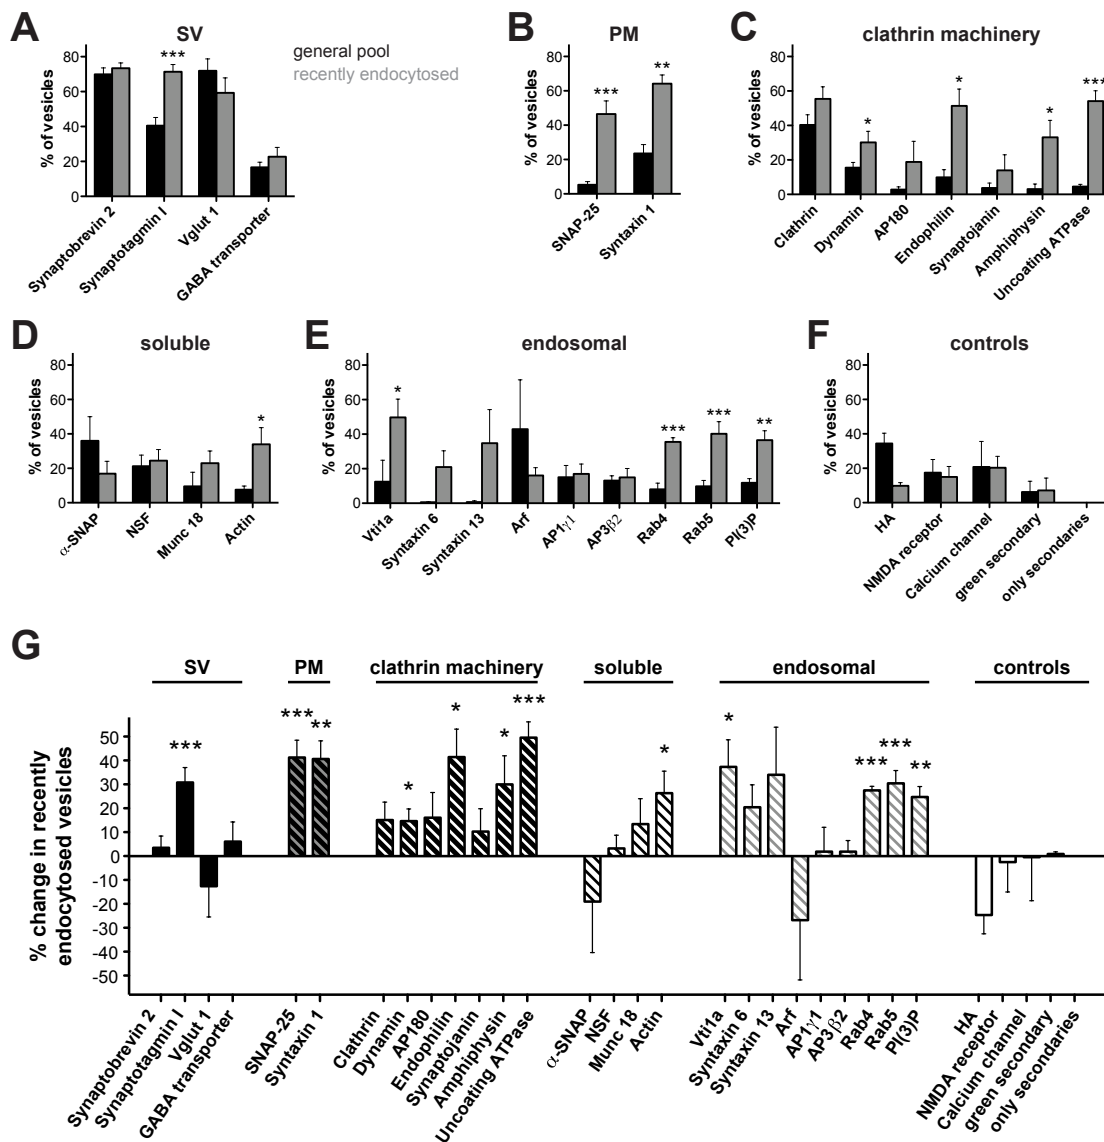 A
SV
general pool
recently endocytosed
% of vesicles
80
60
40
20
0
***
Synaptobrevin 2
Synaptotagmin I
Vglut 1
GABA transporter
B
PM
% of vesicles
80
60
40
20
0
***
**
SNAP-25
Syntaxin 1
C
clathrin machinery
% of vesicles
80
60
40
20
0
*
*
*
***
Clathrin
Dynamin
AP180
Endophilin
Synaptojanin
Amphiphysin
Uncoating ATPase
D
soluble
% of vesicles
80
60
40
20
0
*
α-SNAP
NSF
Munc 18
Actin
E
endosomal
% of vesicles
80
60
40
20
0
*
***
***
**
Vti1a
Syntaxin 6
Syntaxin 13
Arf
AP1γ1
AP3β2
Rab4
Rab5
PI(3)P
F
controls
% of vesicles
80
60
40
20
0
HA
NMDA receptor
Calcium channel
green secondary
only secondaries
G
SV
PM
clathrin machinery
soluble
endosomal
controls
% change in recently
endocytosed vesicles
50
40
30
20
10
0
-10
-20
-30
-40
-50
***
***
**
*
*
*
***
*
*
***
***
**
Synaptobrevin 2
Synaptotagmin I
Vglut 1
GABA transporter
SNAP-25
Syntaxin 1
Clathrin
Dynamin
AP180
Endophilin
Synaptojanin
Amphiphysin
Uncoating ATPase
α-SNAP
NSF
Munc 18
Actin
Vti1a
Syntaxin 6
Syntaxin 13
Arf
AP1γ1
AP3β2
Rab4
Rab5
PI(3)P
HA
NMDA receptor
Calcium channel
green secondary
only secondaries